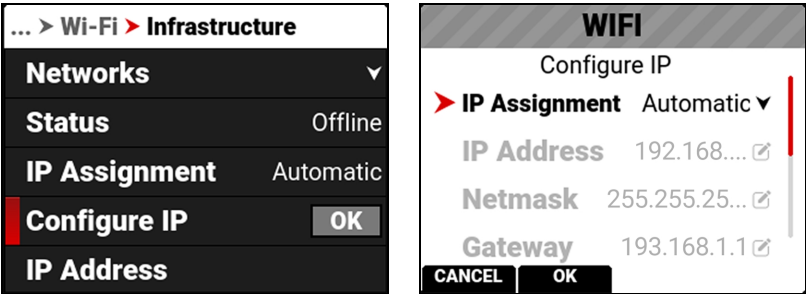 ... > Wi-Fi > Infrastructure
Networks
Status Offline
IP Assignment Automatic
Configure IP OK
IP Address
WIFI
Configure IP
IP Assignment Automatic
IP Address 192.168....
Netmask 255.255.25...
Gateway 193.168.1.1
CANCEL OK